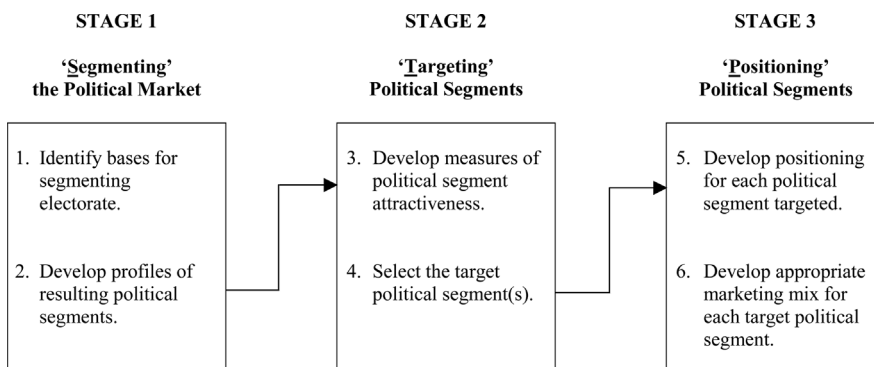 STAGE 1
'Segmenting'
the Political Market
1. Identify bases for
segmenting
electorate.
2. Develop profiles of
resulting political
segments.
STAGE 2
'Targeting'
Political Segments
3. Develop measures of
political segment
attractiveness.
4. Select the target
political segment(s).
STAGE 3
'Positioning'
Political Segments
5. Develop positioning
for each political
segment targeted.
6. Develop appropriate
marketing mix for
each target political
segment.